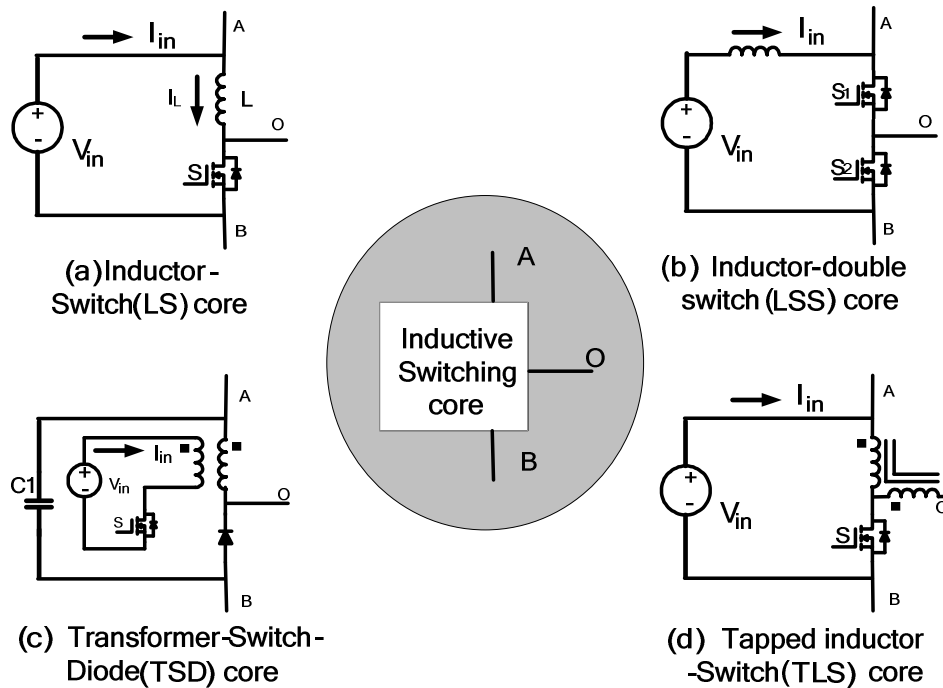 A
I_in
I_L
L
O
+
-
V_in
S
B
(a) Inductor-
Switch(LS) core
A
I_in
S1
O
+
-
V_in
S2
B
(b) Inductor-double
switch (LSS) core
A
Inductive
Switching
core
O
B
A
I_in
C1
+
-
V_in
O
S
B
(c) Transformer-Switch-
Diode(TSD) core
A
I_in
+
-
V_in
O
S
B
(d) Tapped inductor
-Switch(TLS) core